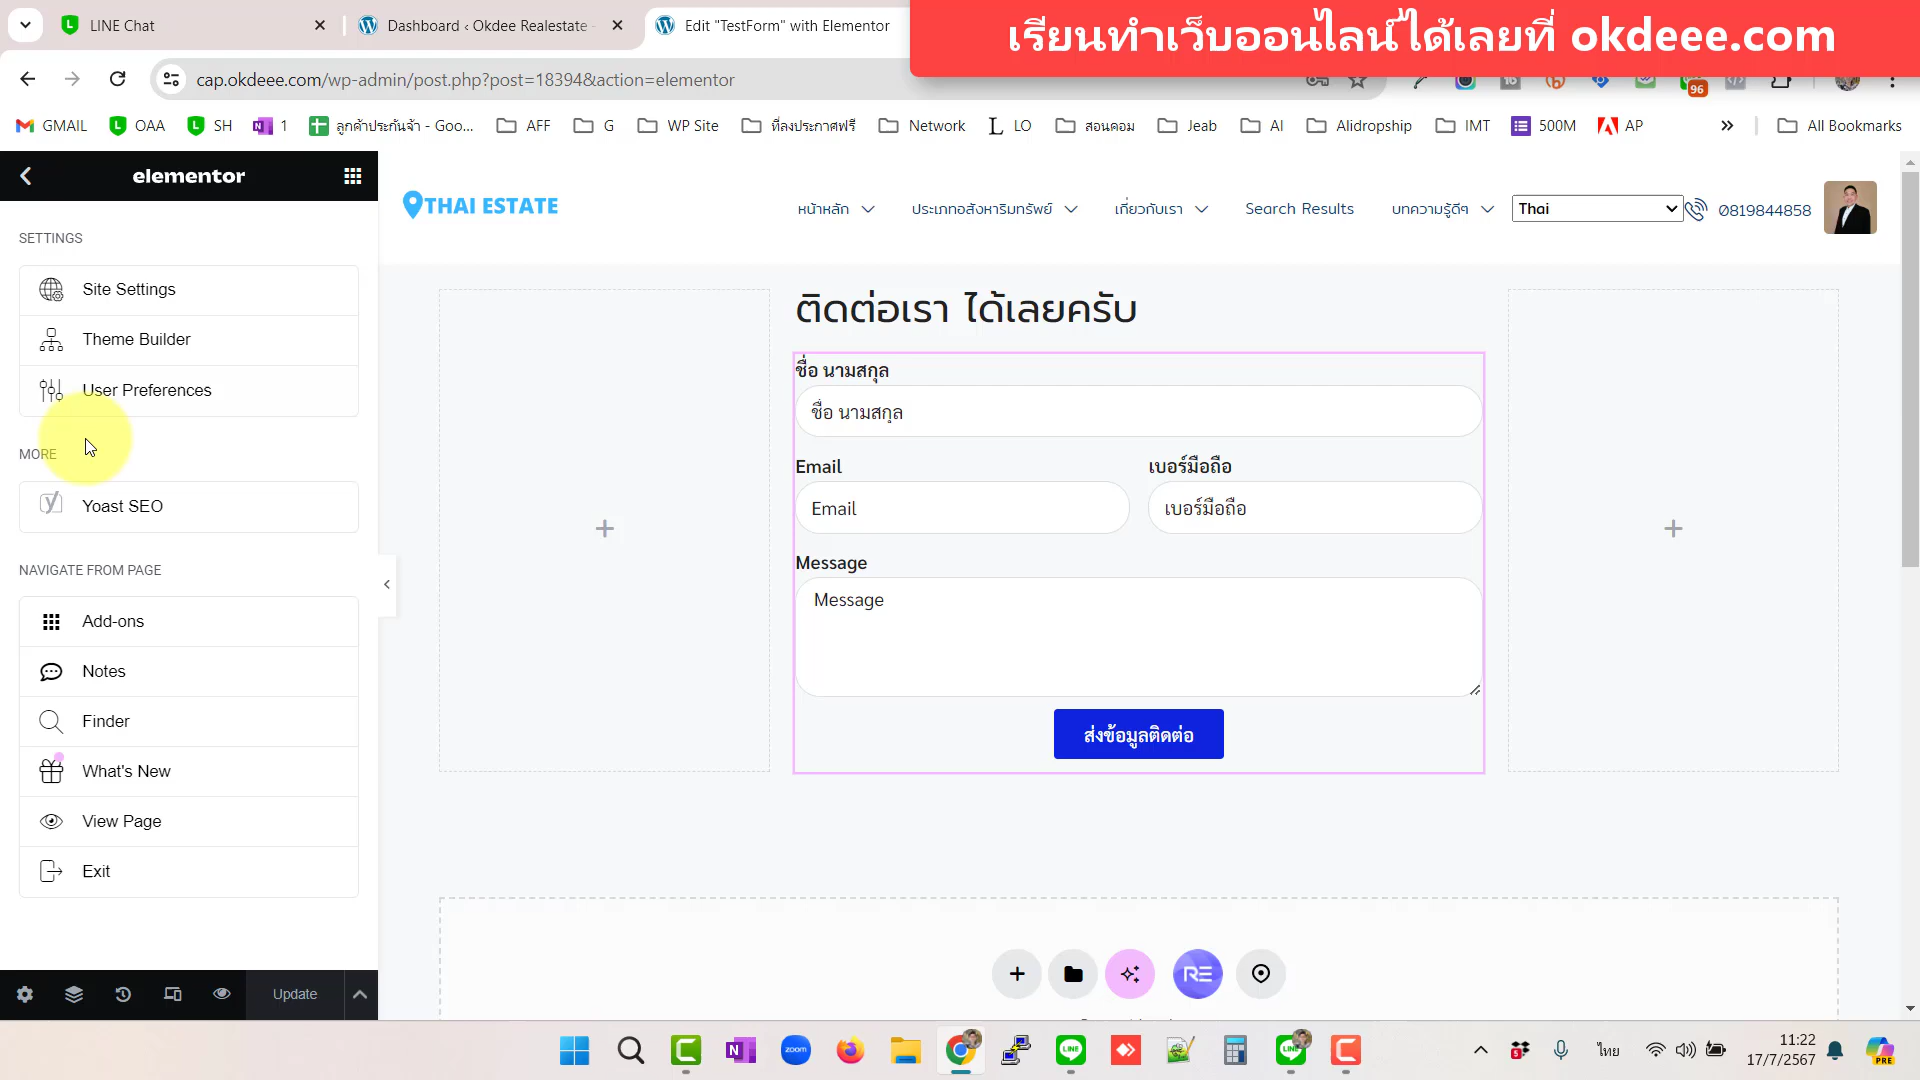 LINE Chat
Dashboard ‹ Okdee Realestate -
Edit "TestForm" with Elementor
เรียนทำเว็บออนไลน์ ได้เลยที่ okdeee.com
cap.okdeee.com/wp-admin/post.php?post=18394&action=elementor
96
GMAIL
OAA
SH
1
ลูกค้าประกันจ้า - Goo...
AFF
G
WP Site
ที่ลงประกาศฟรี
Network
LO
สอนคอม
Jeab
AI
Alidropship
IMT
500M
AP
All Bookmarks
elementor
THAI ESTATE
หน้าหลัก
ประเภทอสังหาริมทรัพย์
เกี่ยวกับเรา
Search Results
บทความรู้ดีๆ
Thai
0819844858
SETTINGS
Site Settings
Theme Builder
User Preferences
MORE
Yoast SEO
NAVIGATE FROM PAGE
Add-ons
Notes
Finder
What's New
View Page
Exit
Update
ติดต่อเรา ได้เลยครับ
ชื่อ นามสกุล
ชื่อ นามสกุล
Email
เบอร์มือถือ
Email
เบอร์มือถือ
Message
Message
ส่งข้อมูลติดต่อ
RE
zoom
LINE
LINE
5
ไทย
11:22
17/7/2567
PRE